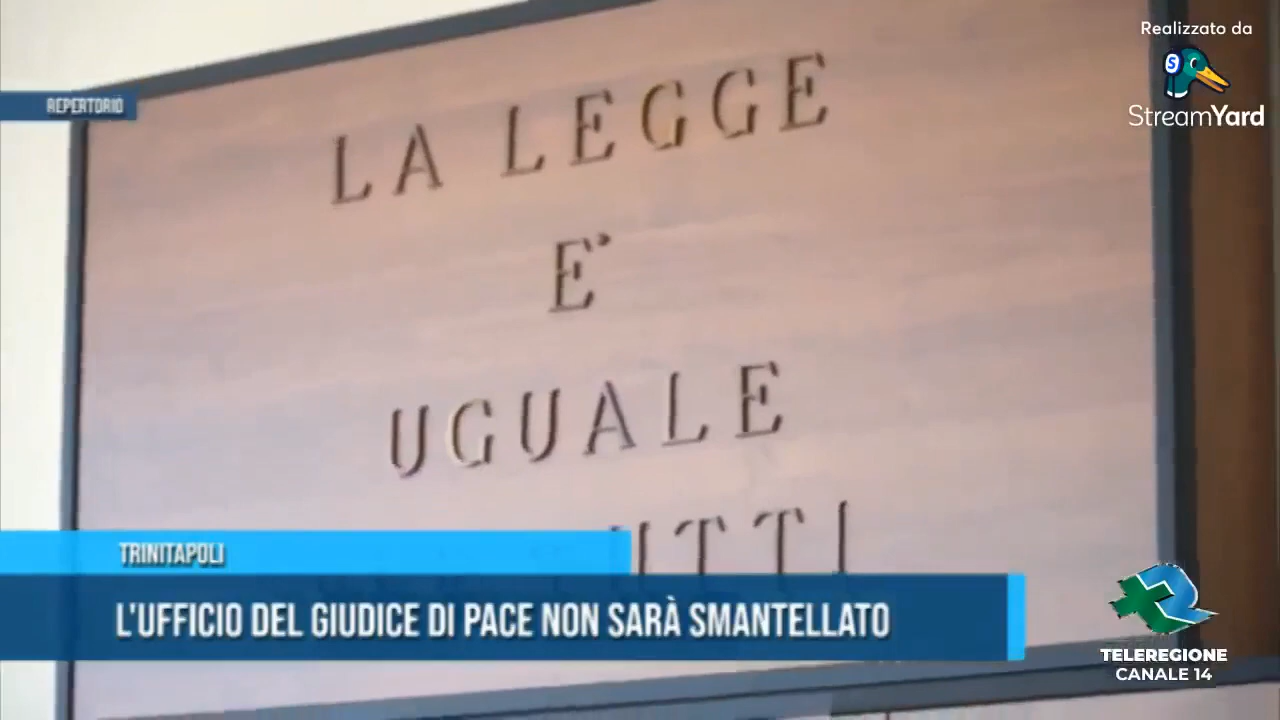 Realizzato da
StreamYard
REPERTORIO
LA LEGGE
E'
UGUALE
UTTI
TRINITAPOLI
L'UFFICIO DEL GIUDICE DI PACE NON SARÀ SMANTELLATO
TELEREGIONE
CANALE 14